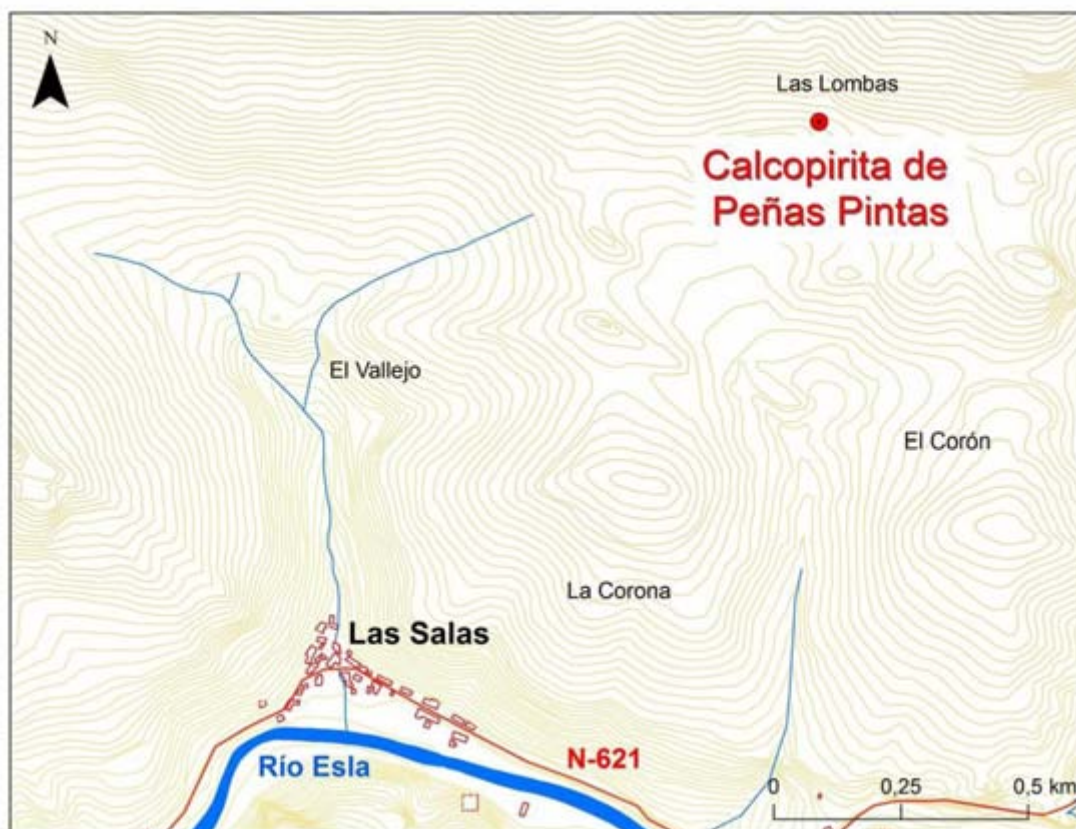 N
Las Lombas
Calcopirita de
Peñas Pintas
El Vallejo
El Corón
La Corona
Las Salas
N-621
Río Esla
0 0,25 0,5 km